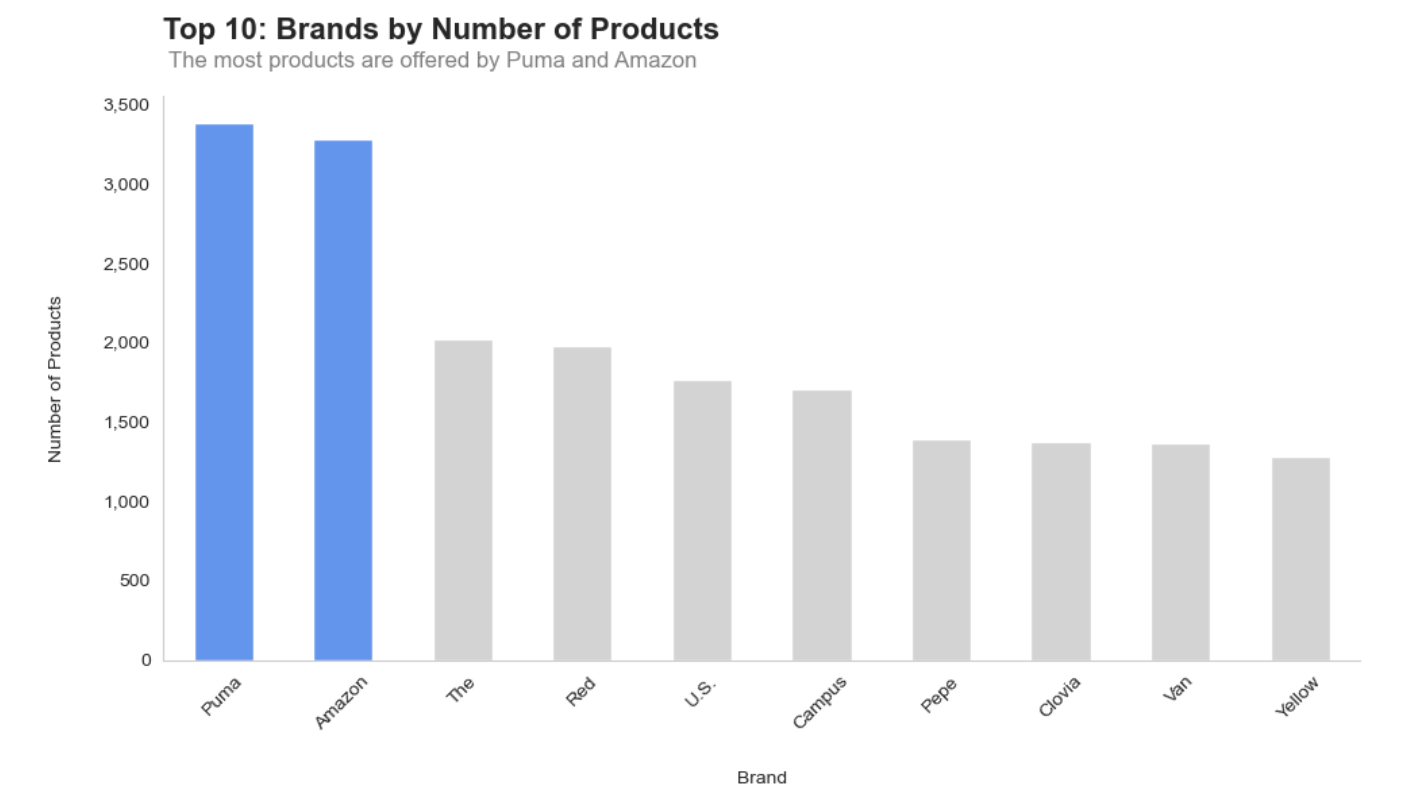 Top 10: Brands by Number of Products
The most products are offered by Puma and Amazon
3,500
3,000
2,500
2,000
1,500
1,000
500
0
Number of Products
Puma
Amazon
The
Red
U.S.
Campus
Pepe
Clovia
Van
Yellow
Brand